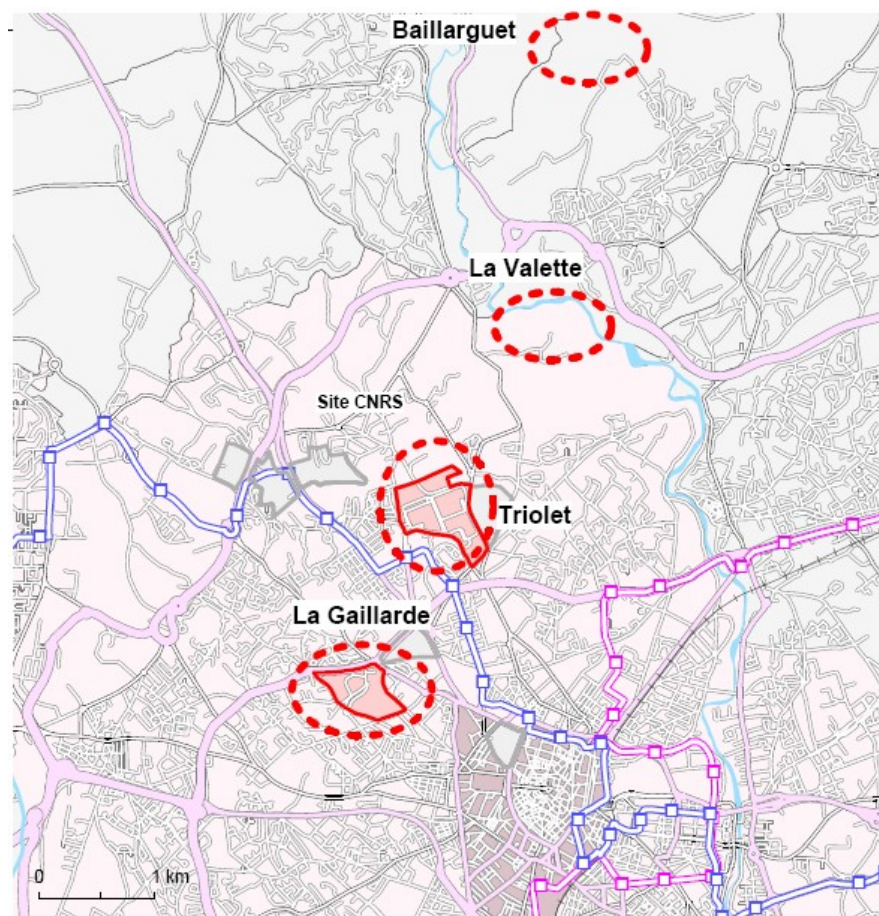 Baillarguet
La Valette
Site CNRS
Triolet
La Gaillarde
0 1 km